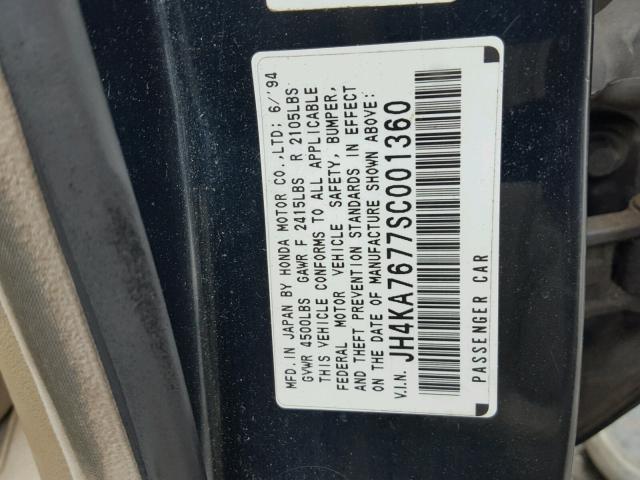 MFD. IN JAPAN BY HONDA MOTOR CO.,LTD; 6/'94
GVWR 4500LBS GAWR F 2415LBS R 2105LBS
THIS VEHICLE CONFORMS TO ALL APPLICABLE
FEDERAL MOTOR VEHICLE SAFETY, BUMPER,
AND THEFT PREVENTION STANDARDS IN EFFECT
ON THE DATE OF MANUFACTURE SHOWN ABOVE:
V.I.N. JH4KA7677SC001360
PASSENGER CAR